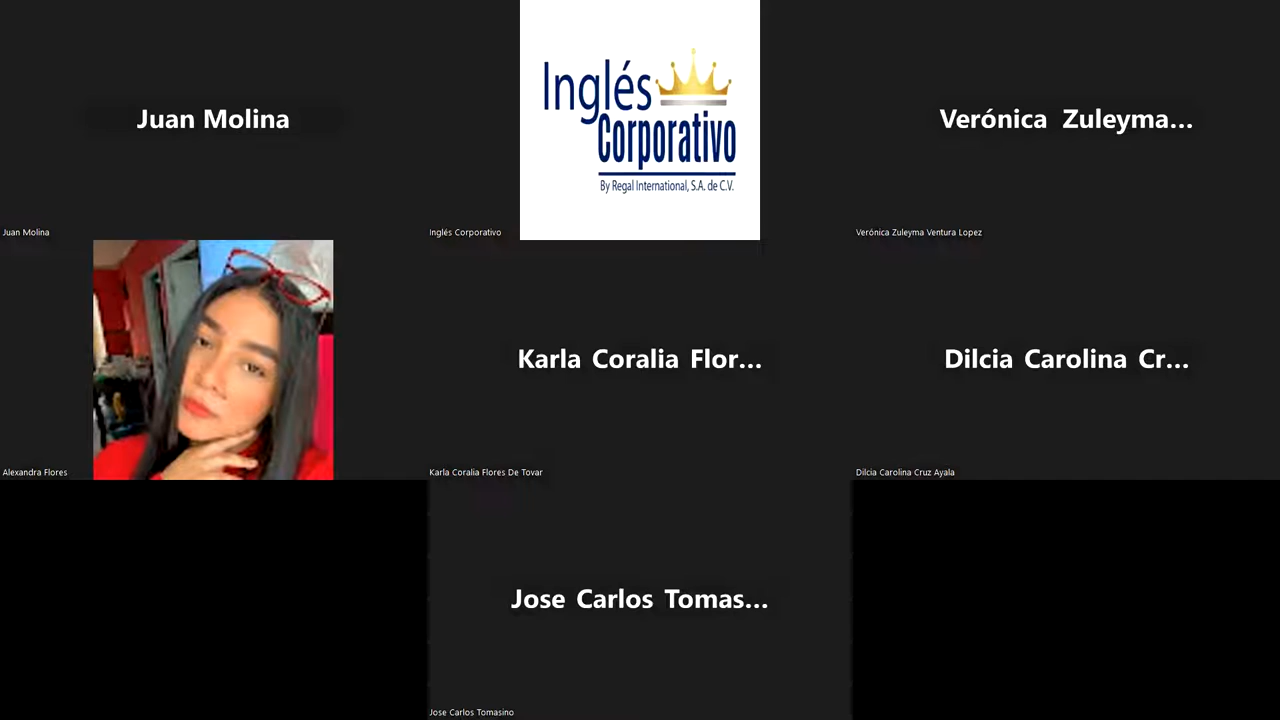 Juan Molina
Inglés
Corporativo
By Regal International, S.A. de C.V.
Verónica Zuleyma...
Juan Molina
Inglés Corporativo
Verónica Zuleyma Ventura Lopez
Karla Coralia Flor...
Dilcia Carolina Cr...
Alexandra Flores
Karla Coralia Flores De Tovar
Dilcia Carolina Cruz Ayala
Jose Carlos Tomas...
Jose Carlos Tomasino